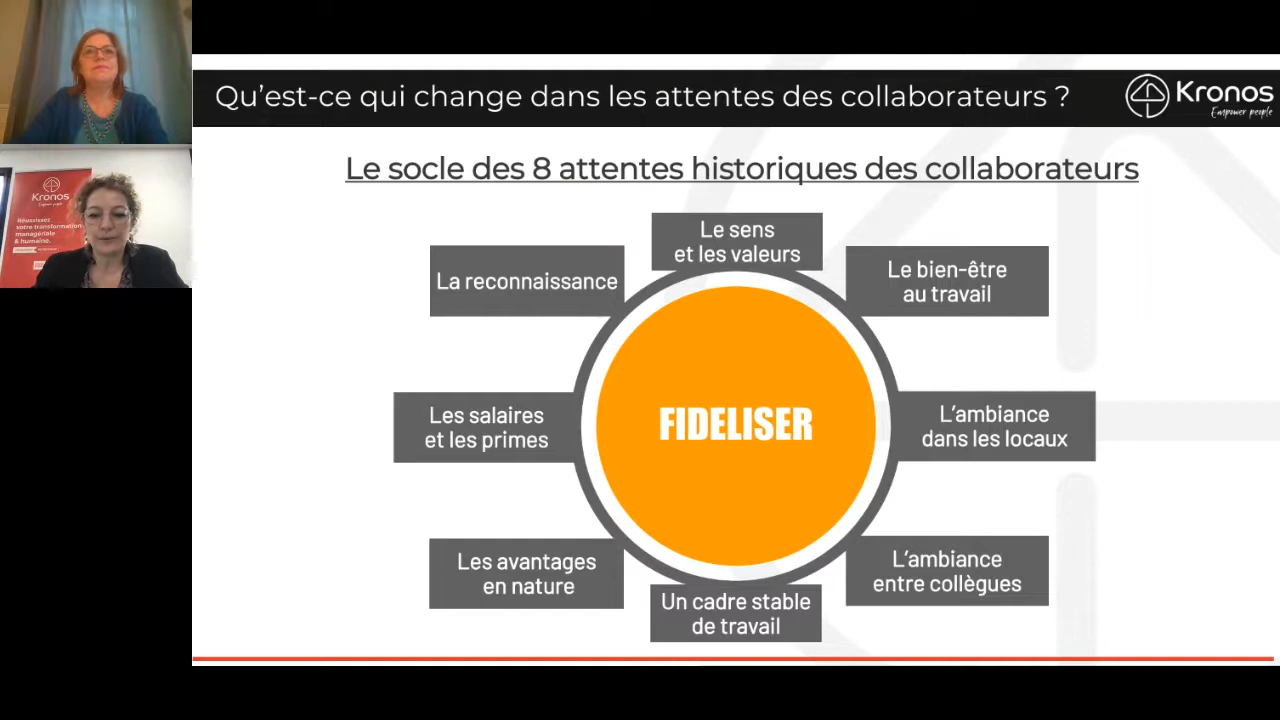 Qu'est-ce qui change dans les attentes des collaborateurs ?
Kronos
Empower people
Le socle des 8 attentes historiques des collaborateurs
Le sens
et les valeurs
La reconnaissance
Le bien-être
au travail
Les salaires
et les primes
FIDELISER
L'ambiance
dans les locaux
Les avantages
en nature
L'ambiance
entre collègues
Un cadre stable
de travail
Kronos
Empower people
Réussissez
votre transformation
managériale
& humaine.